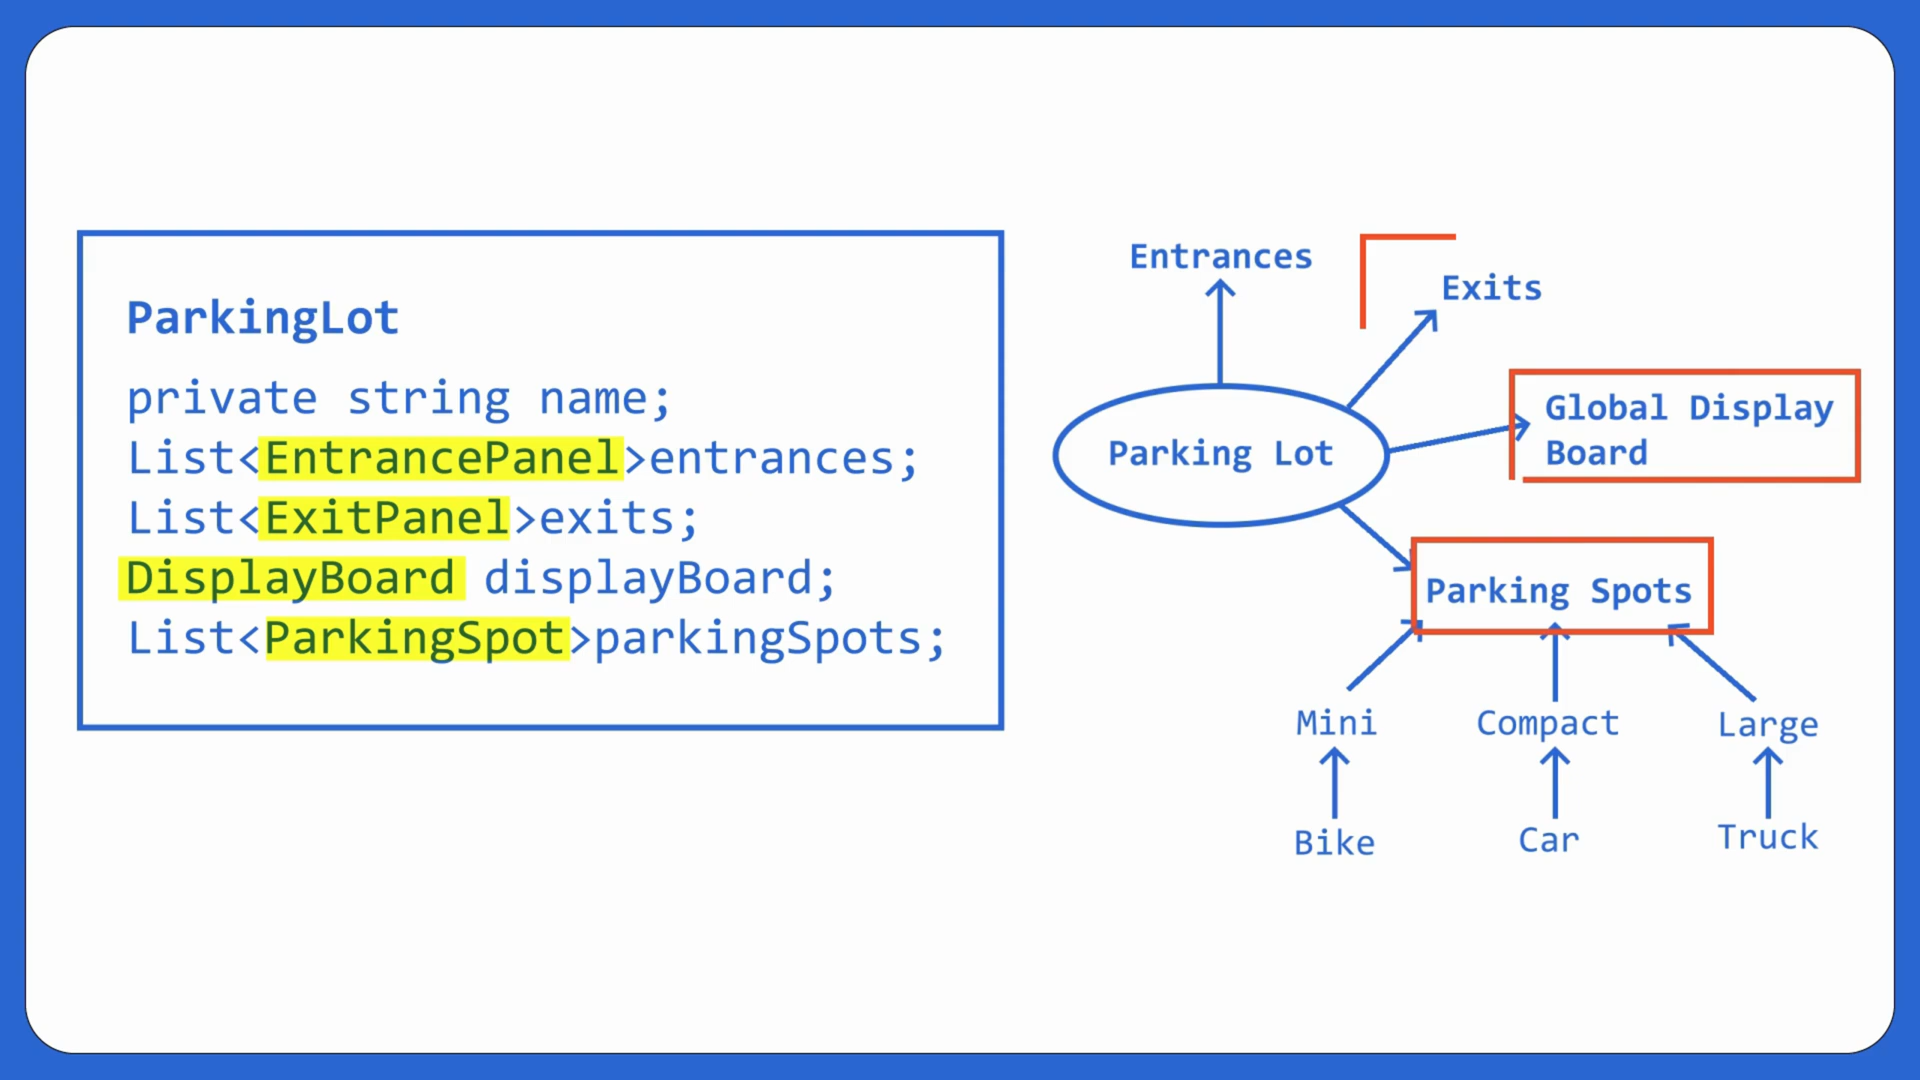 ParkingLot
private string name;
List<EntrancePanel>entrances;
List<ExitPanel>exits;
DisplayBoard displayBoard;
List<ParkingSpot>parkingSpots;
Entrances
Exits
Global Display
Board
Parking Lot
Parking Spots
Mini
Compact
Large
Bike
Car
Truck